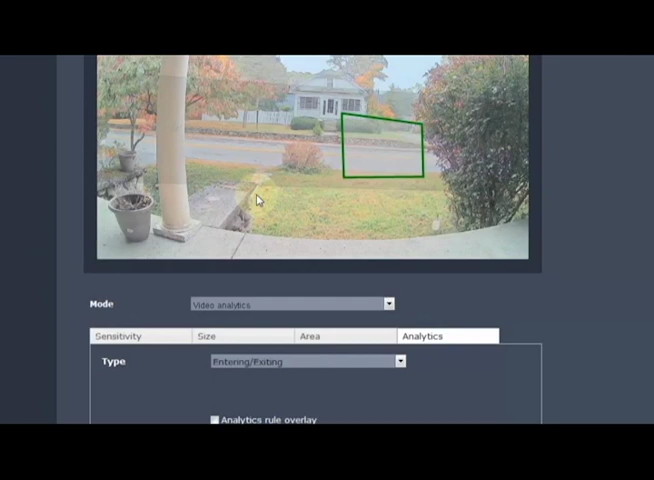 Mode
Video analytics
Sensitivity Size Area Analytics
Type
Entering/Exiting
Analytics rule overlay